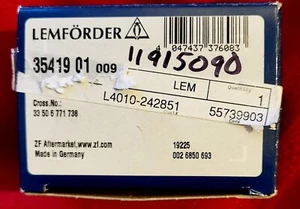 LEMFÖRDER
4 047437 376083
35419 01 009
11915090
LEM
Quantity
1
L4010-242851
55739903
Cross.No.:
33 50 6 771 738
ZF Aftermarket,www.zf.com
Made in Germany
19225
002 6850 693